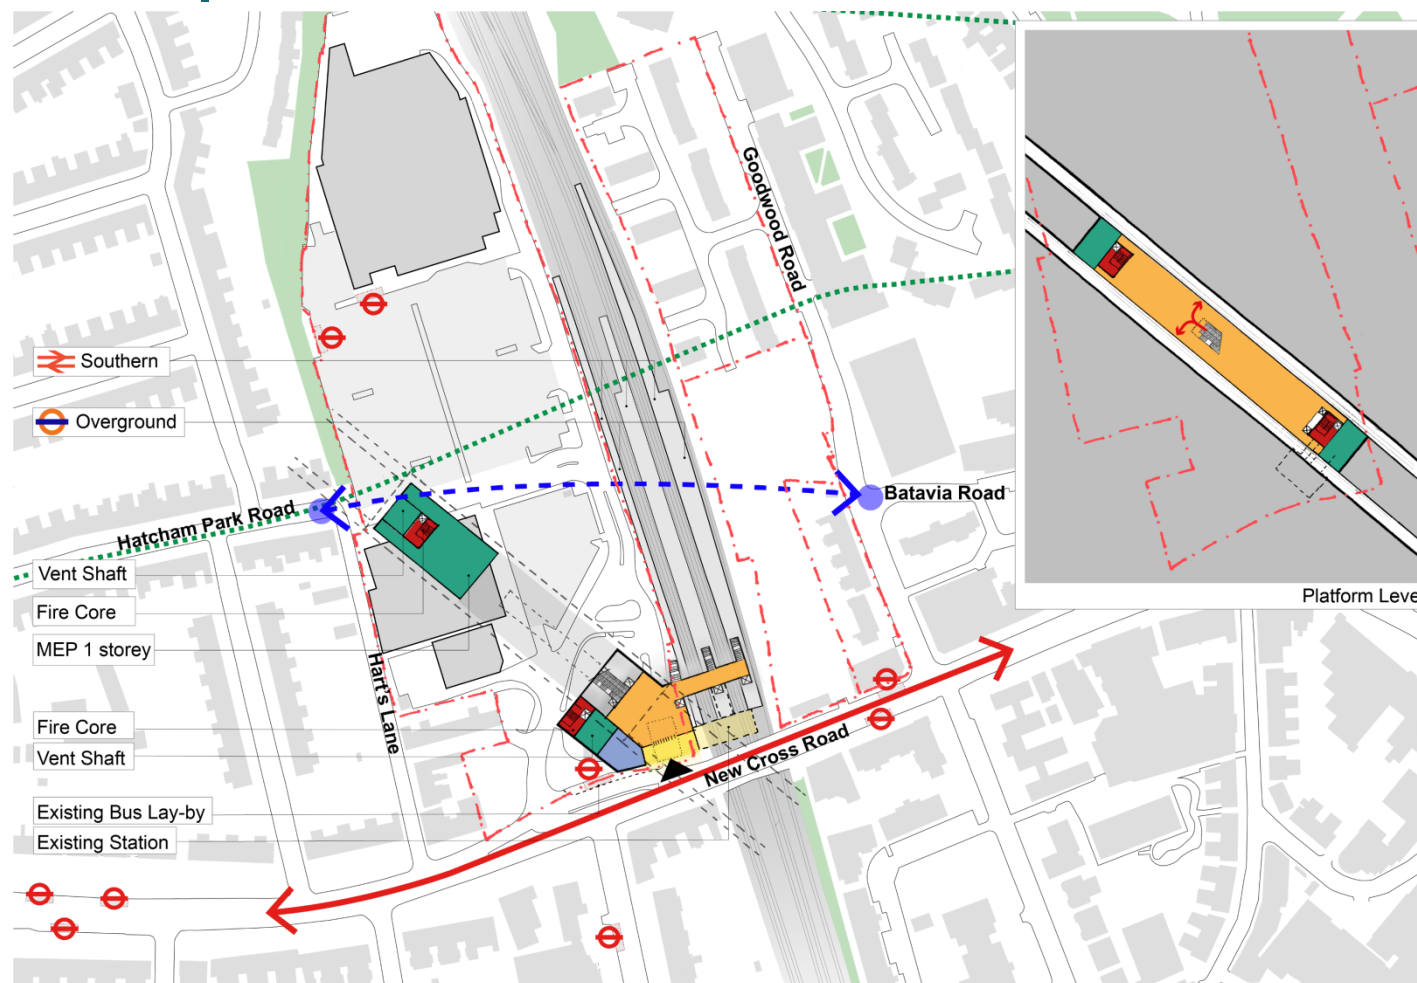 Goodwood Road
Southern
Overground
Batavia Road
Hatcham Park Road
Vent Shaft
Fire Core
MEP 1 storey
Platform Leve
Hart's Lane
Fire Core
Vent Shaft
New Cross Road
Existing Bus Lay-by
Existing Station